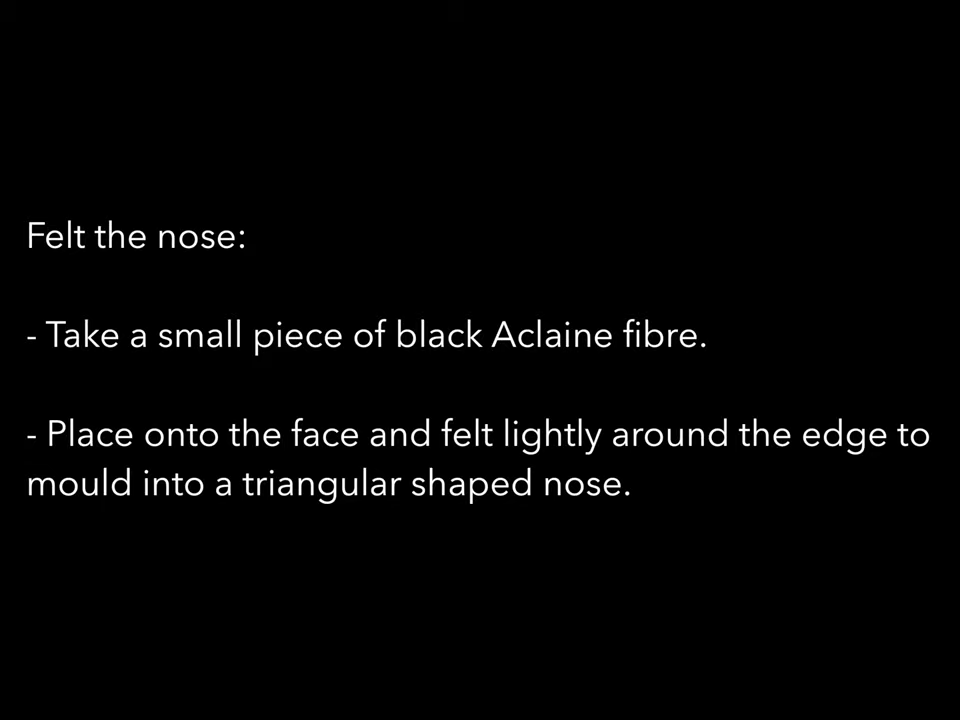 Felt the nose:
- Take a small piece of black Aclaine fibre.
- Place onto the face and felt lightly around the edge to
mould into a triangular shaped nose.